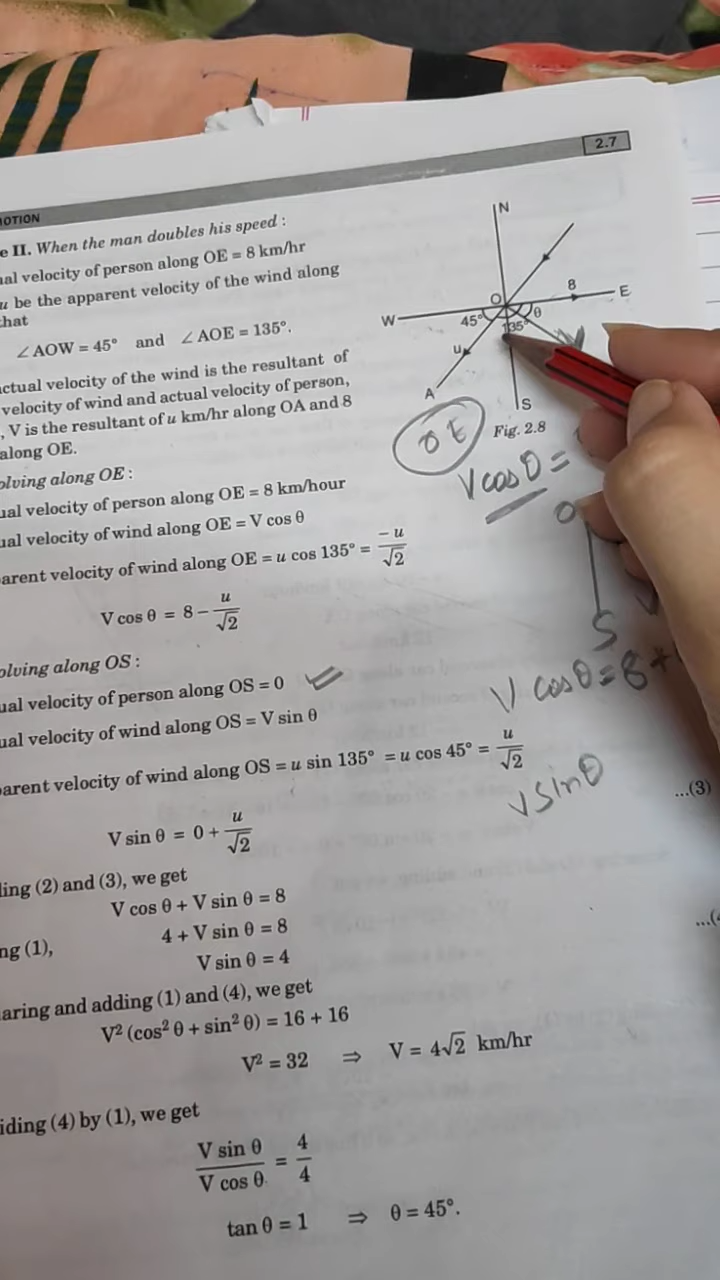 2.7
OTION
e II. When the man doubles his speed :
ual velocity of person along OE = 8 km/hr
u be the apparent velocity of the wind along
that
∠AOW = 45° and ∠AOE = 135°.
actual velocity of the wind is the resultant of
velocity of wind and actual velocity of person,
, V is the resultant of u km/hr along OA and 8
along OE.
N
O
8
E
W
45°
135°
θ
u
A
S
Fig. 2.8
OE
V cos θ =
O
S
olving along OE :
ual velocity of person along OE = 8 km/hour
ual velocity of wind along OE = V cos θ
arent velocity of wind along OE = u cos 135° = −u/√2
V cos θ = 8 − u/√2
olving along OS :
ual velocity of person along OS = 0
V cos θ = 8 +
ual velocity of wind along OS = V sin θ
arent velocity of wind along OS = u sin 135° = u cos 45° = u/√2
V sin θ
V sin θ = 0 + u/√2
...(3)
ding (2) and (3), we get
V cos θ + V sin θ = 8
ng (1), 4 + V sin θ = 8
V sin θ = 4
...(4
aring and adding (1) and (4), we get
V² (cos² θ + sin² θ) = 16 + 16
V² = 32 ⇒ V = 4√2 km/hr
iding (4) by (1), we get
V sin θ / V cos θ = 4/4
tan θ = 1 ⇒ θ = 45°.